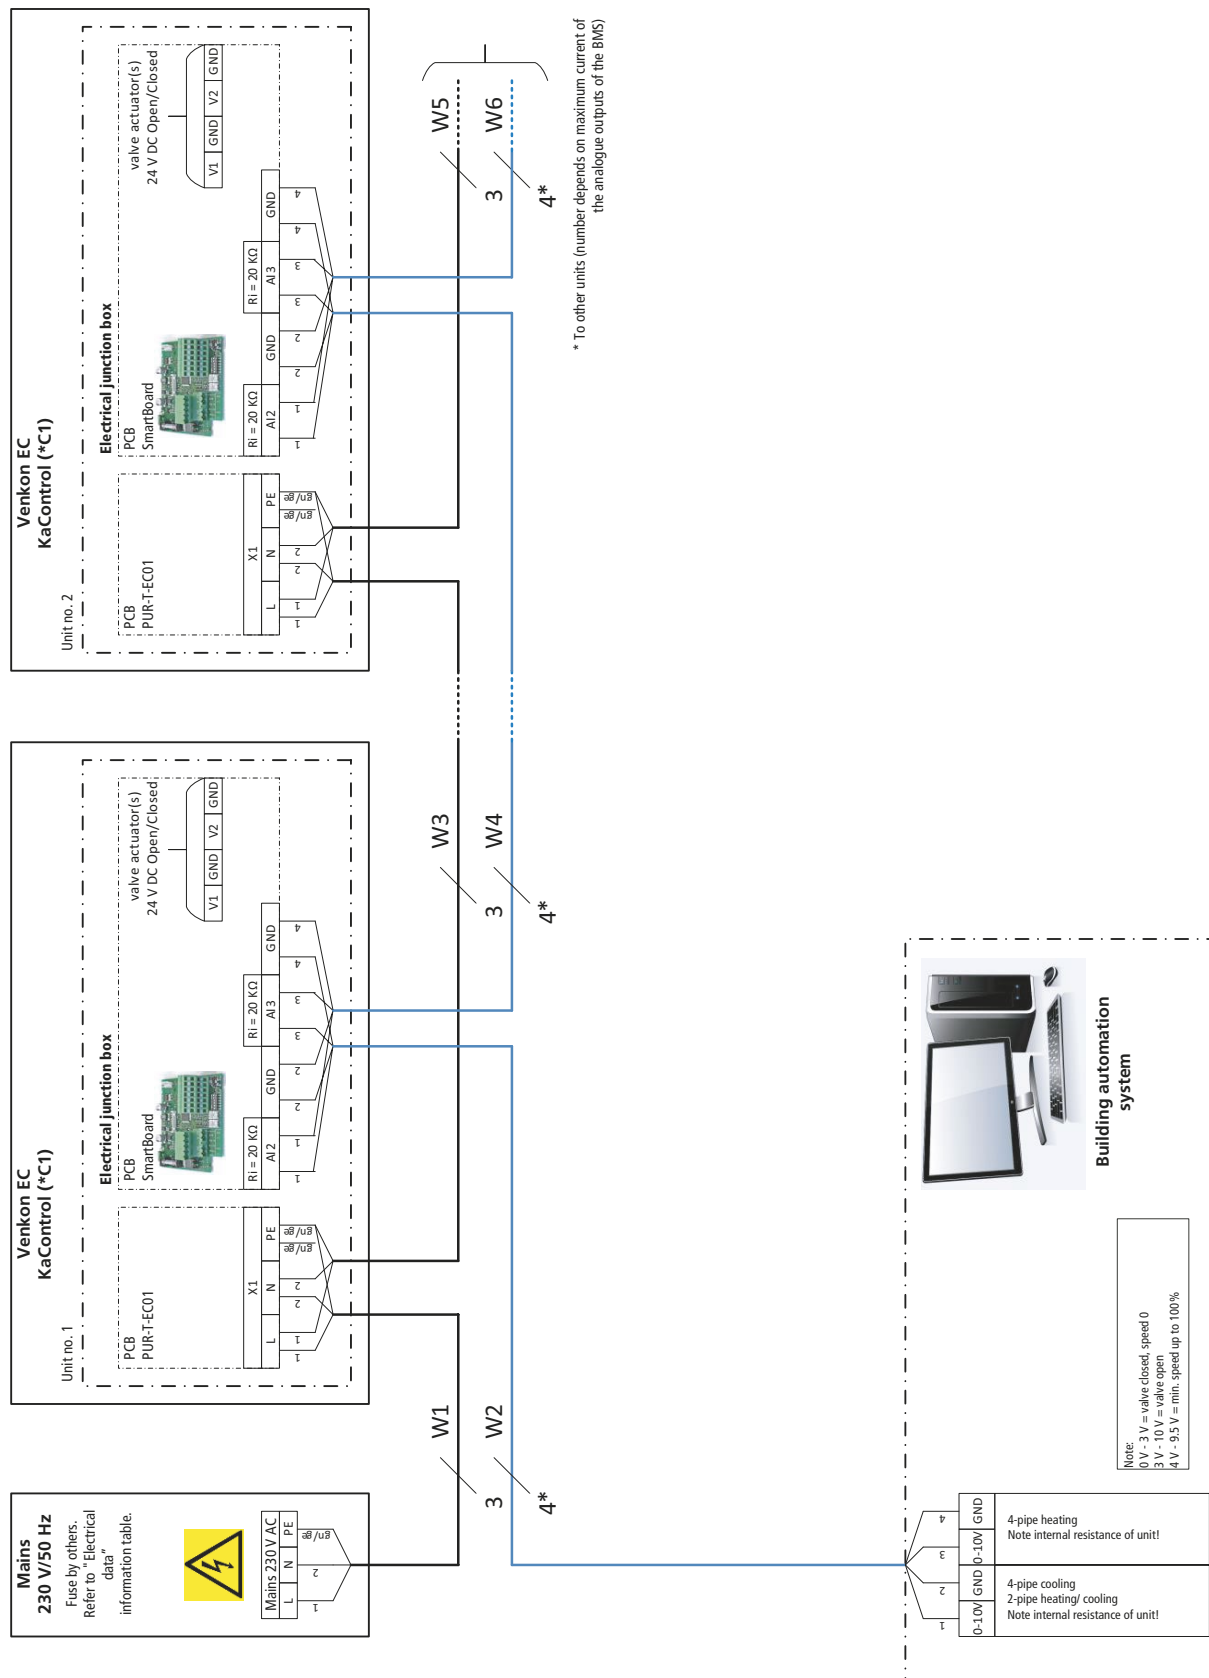 Mains
230 V/50 Hz
Fuse by others.
Refer to "Electrical
data"
information table.
Mains 230 V AC
L
N
PE
1
2
gn/ge
W1
3
W2
4*
Venkon EC
KaControl (*C1)
Unit no. 1
Electrical junction box
PCB
PUR-T-EC01
X1
L
N
PE
1
1
2
2
gn/ge
gn/ge
PCB
SmartBoard
Ri = 20 KΩ
Ri = 20 KΩ
AI2
GND
AI3
GND
1
1
2
2
3
3
4
4
valve actuator(s)
24 V DC Open/Closed
V1
GND
V2
GND
W3
3
W4
4*
Venkon EC
KaControl (*C1)
Unit no. 2
Electrical junction box
PCB
PUR-T-EC01
X1
L
N
PE
1
1
2
2
gn/ge
gn/ge
PCB
SmartBoard
Ri = 20 KΩ
Ri = 20 KΩ
AI2
GND
AI3
GND
1
1
2
2
3
3
4
4
valve actuator(s)
24 V DC Open/Closed
V1
GND
V2
GND
W5
3
W6
4*
* To other units (number depends on maximum current of
the analogue outputs of the BMS)
1
2
3
4
0-10V
GND
0-10V
GND
4-pipe cooling
2-pipe heating/ cooling
Note internal resistance of unit!
4-pipe heating
Note internal resistance of unit!
Note:
0 V - 3 V = valve closed, speed 0
3 V - 10 V = valve open
4 V - 9.5 V = min. speed up to 100%
Building automation
system